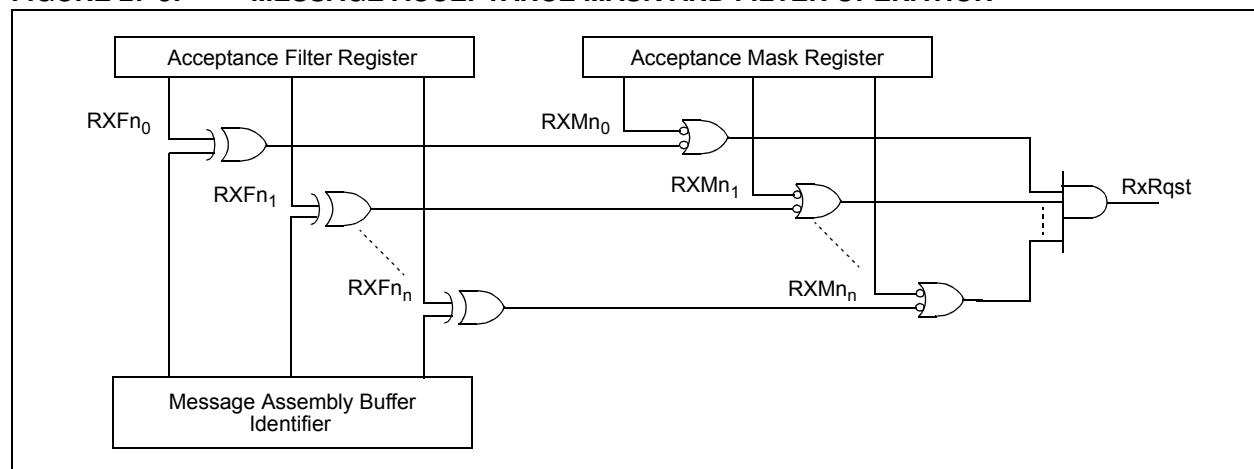 FIGURE MESSAGE ACCEPTANCE MASK AND FILTER OPERATION
Acceptance Filter Register
Acceptance Mask Register
RXFn0
RXMn0
RXFn1
RXMn1
RxRqst
RXFnn
RXMnn
Message Assembly Buffer
Identifier